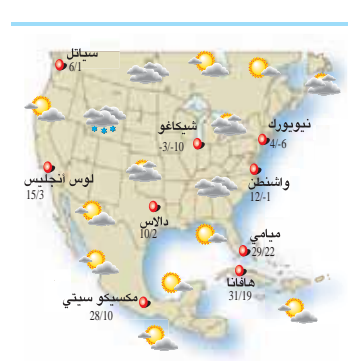 سياتل
6/1
نيويورك
4/-6
شيكاغو
-3/-10
واشنطن
12/-1
لوس أنجليس
15/3
دالاس
10/2
ميامي
29/22
هافانا
31/19
مكسيكو سيتي
28/10